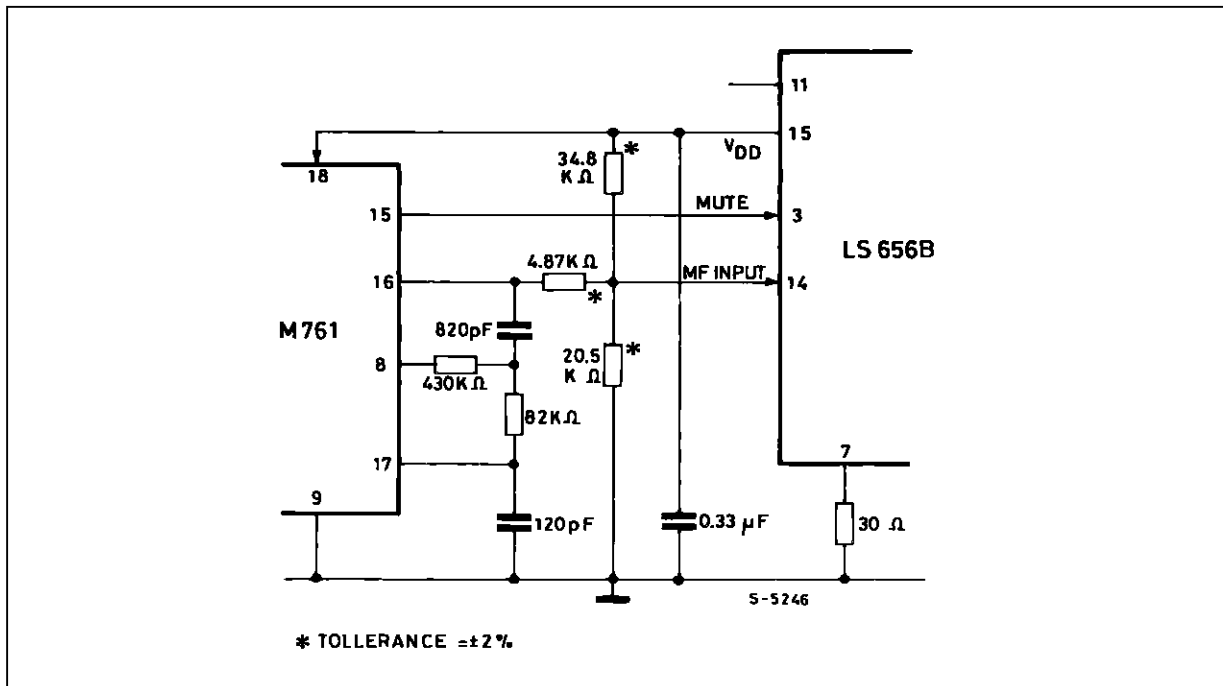 11
15
V_DD
34.8
KΩ
*
18
15
MUTE
3
LS 656B
4.87KΩ
*
MF INPUT
16
14
M761
820pF
20.5
KΩ
*
8
430KΩ
82KΩ
7
17
9
120pF
0.33 µF
30 Ω
S-5246
* TOLLERANCE =±2%